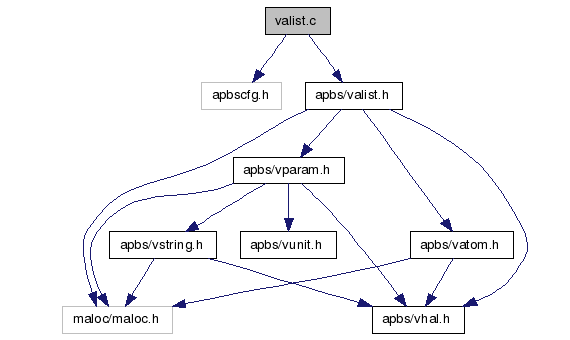 valist.c
apbscfg.h
apbs/valist.h
apbs/vparam.h
apbs/vstring.h
apbs/vunit.h
apbs/vatom.h
maloc/maloc.h
apbs/vhal.h